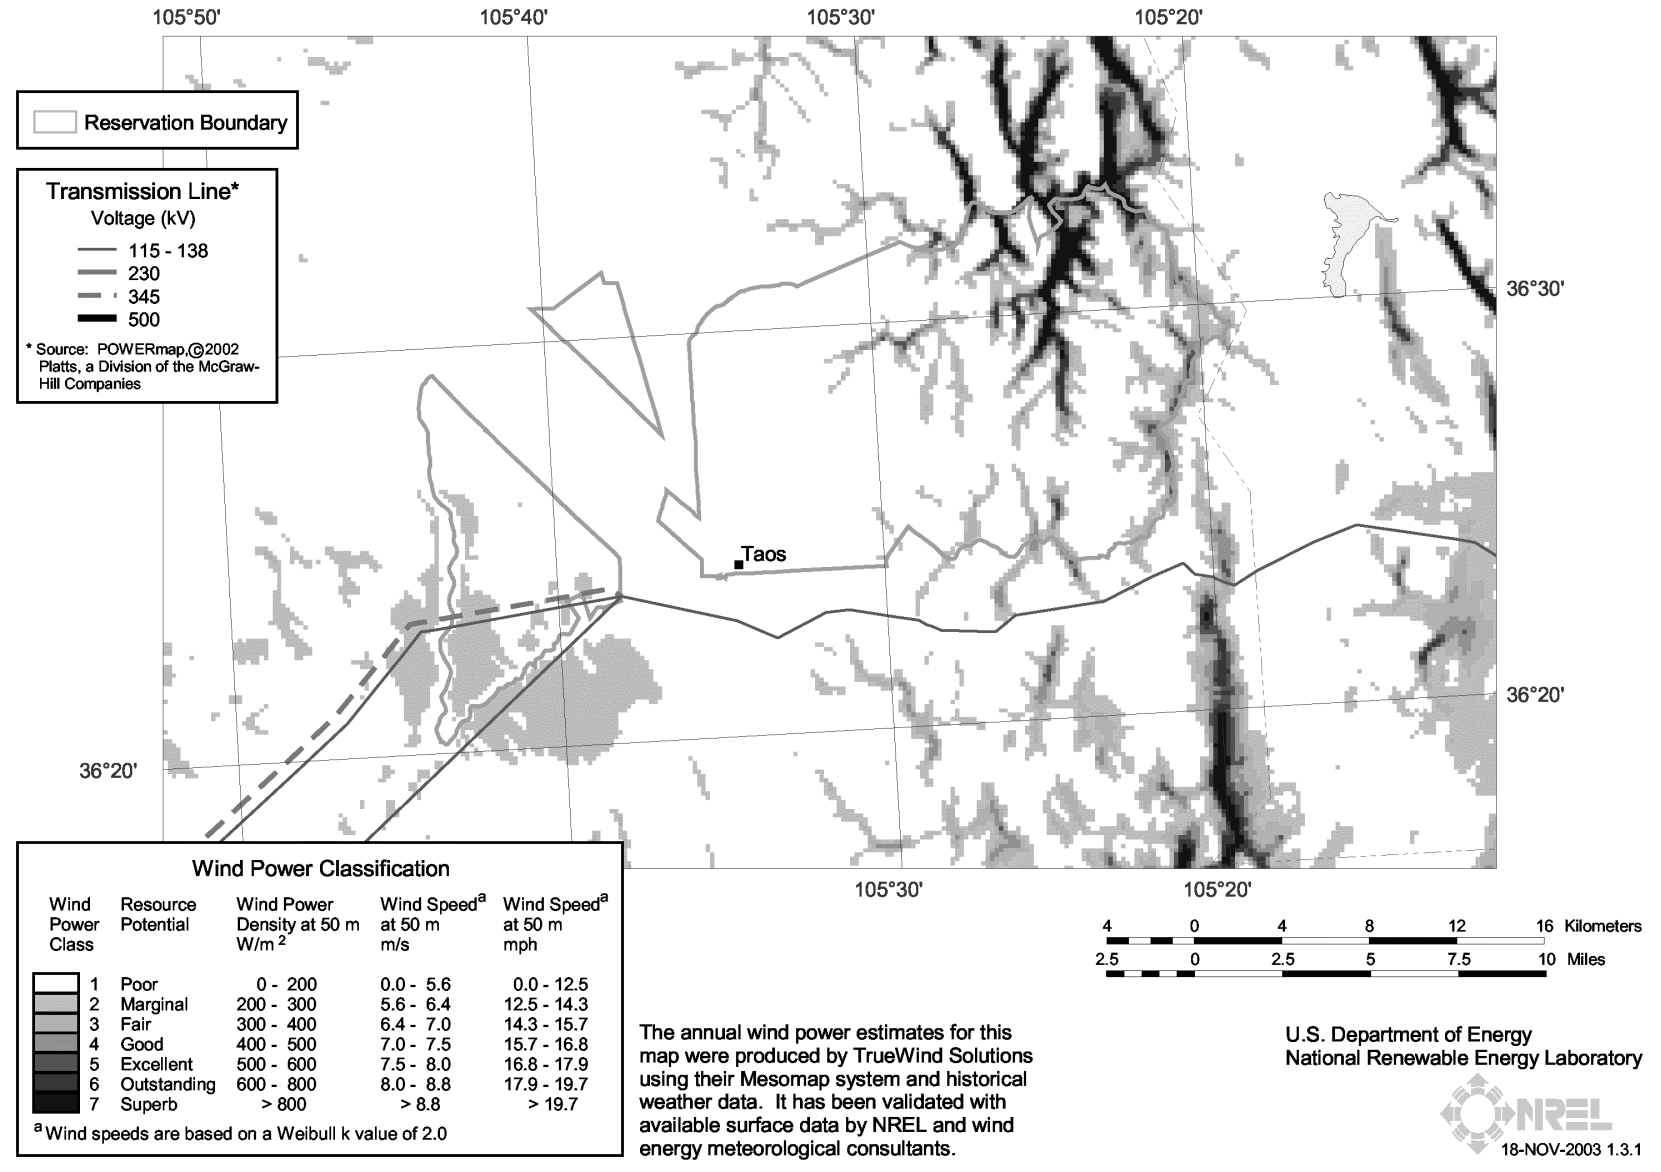 105°50' 105°40' 105°30' 105°20'
Reservation Boundary
Transmission Line*
Voltage (kV)
115 - 138
230
345
500
* Source: POWERmap,©2002
Platts, a Division of the McGraw-
Hill Companies
36°30'
Taos
36°20'
36°20'
105°30' 105°20'
Wind Power Classification
Wind Resource Wind Power Wind Speedª Wind Speedª
Power Potential Density at 50 m at 50 m at 50 m
Class W/m² m/s mph
1 Poor 0 - 200 0.0 - 5.6 0.0 - 12.5
2 Marginal 200 - 300 5.6 - 6.4 12.5 - 14.3
3 Fair 300 - 400 6.4 - 7.0 14.3 - 15.7
4 Good 400 - 500 7.0 - 7.5 15.7 - 16.8
5 Excellent 500 - 600 7.5 - 8.0 16.8 - 17.9
6 Outstanding 600 - 800 8.0 - 8.8 17.9 - 19.7
7 Superb > 800 > 8.8 > 19.7
ª Wind speeds are based on a Weibull k value of 2.0
4 0 4 8 12 16 Kilometers
2.5 0 2.5 5 7.5 10 Miles
The annual wind power estimates for this
map were produced by TrueWind Solutions
using their Mesomap system and historical
weather data. It has been validated with
available surface data by NREL and wind
energy meteorological consultants.
U.S. Department of Energy
National Renewable Energy Laboratory
NREL
18-NOV-2003 1.3.1